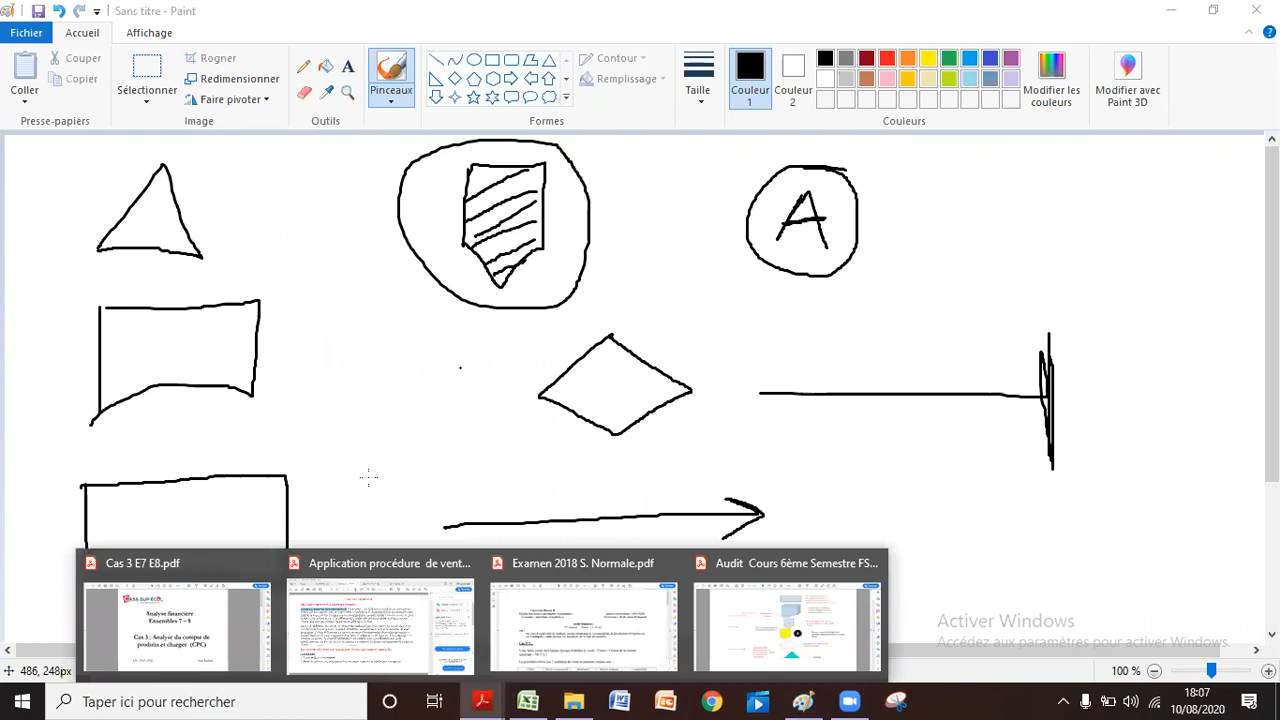 Sans titre - Paint
Fichier
Accueil
Affichage
Coller
Couper
Copier
Presse-papiers
Sélectionner
Rogner
Redimensionner
Faire pivoter
Image
Outils
Pinceaux
Contour
Remplissage
Formes
Taille
Couleur
1
Couleur
2
Couleurs
Modifier les
couleurs
Modifier avec
Paint 3D
A
Cas 3 E7 E8.pdf
Application procédure de vent...
Examen 2018 S. Normale.pdf
Audit Cours 6ème Semestre FS...
Analyse financière
Ensembles 7 - 8
Cas 3 : Analyse du compte de
produits et charges (CPC)
Activer Windows
Accédez aux paramètres pour activer Windows
100 %
Taper ici pour rechercher
18:07
10/08/2020